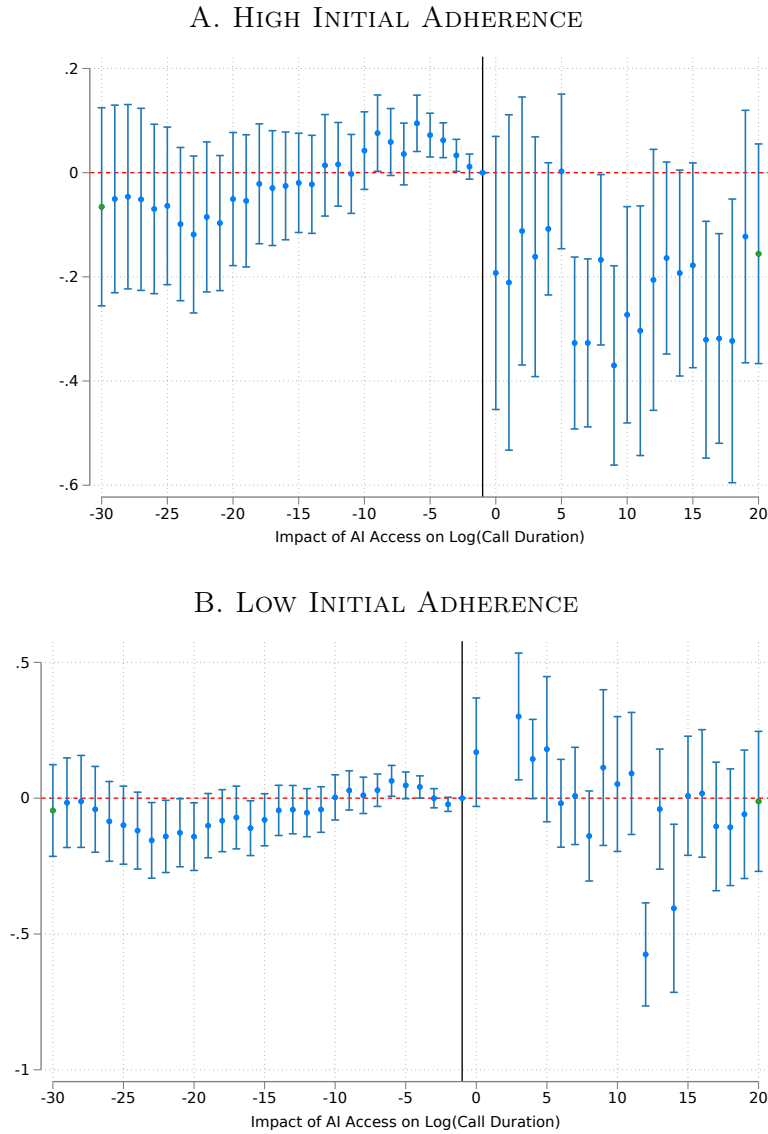 A. High Initial Adherence
.2
0
-.2
-.4
-.6
-30 -25 -20 -15 -10 -5 0 5 10 15 20
Impact of AI Access on Log(Call Duration)
B. Low Initial Adherence
.5
0
-.5
-1
-30 -25 -20 -15 -10 -5 0 5 10 15 20
Impact of AI Access on Log(Call Duration)